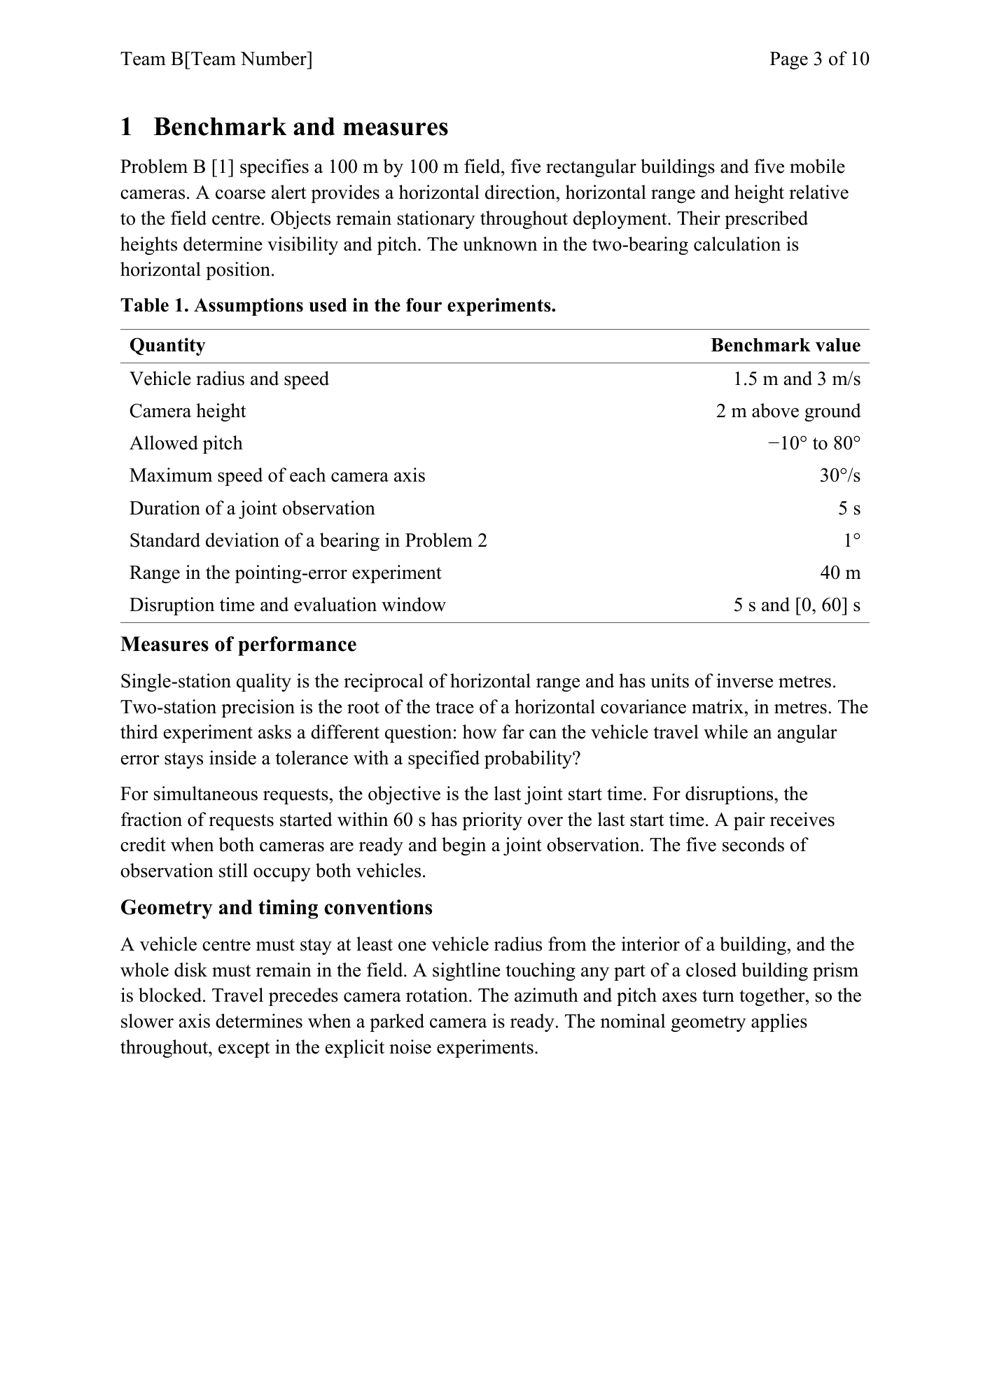 Team B[Team Number] Page 3 of 10
1 Benchmark and measures
Problem B [1] specifies a 100 m by 100 m field, five rectangular buildings and five mobile
cameras. A coarse alert provides a horizontal direction, horizontal range and height relative
to the field centre. Objects remain stationary throughout deployment. Their prescribed
heights determine visibility and pitch. The unknown in the two-bearing calculation is
horizontal position.
Table 1. Assumptions used in the four experiments.
Quantity Benchmark value
Vehicle radius and speed 1.5 m and 3 m/s
Camera height 2 m above ground
Allowed pitch −10° to 80°
Maximum speed of each camera axis 30°/s
Duration of a joint observation 5 s
Standard deviation of a bearing in Problem 2 1°
Range in the pointing-error experiment 40 m
Disruption time and evaluation window 5 s and [0, 60] s
Measures of performance
Single-station quality is the reciprocal of horizontal range and has units of inverse metres.
Two-station precision is the root of the trace of a horizontal covariance matrix, in metres. The
third experiment asks a different question: how far can the vehicle travel while an angular
error stays inside a tolerance with a specified probability?
For simultaneous requests, the objective is the last joint start time. For disruptions, the
fraction of requests started within 60 s has priority over the last start time. A pair receives
credit when both cameras are ready and begin a joint observation. The five seconds of
observation still occupy both vehicles.
Geometry and timing conventions
A vehicle centre must stay at least one vehicle radius from the interior of a building, and the
whole disk must remain in the field. A sightline touching any part of a closed building prism
is blocked. Travel precedes camera rotation. The azimuth and pitch axes turn together, so the
slower axis determines when a parked camera is ready. The nominal geometry applies
throughout, except in the explicit noise experiments.